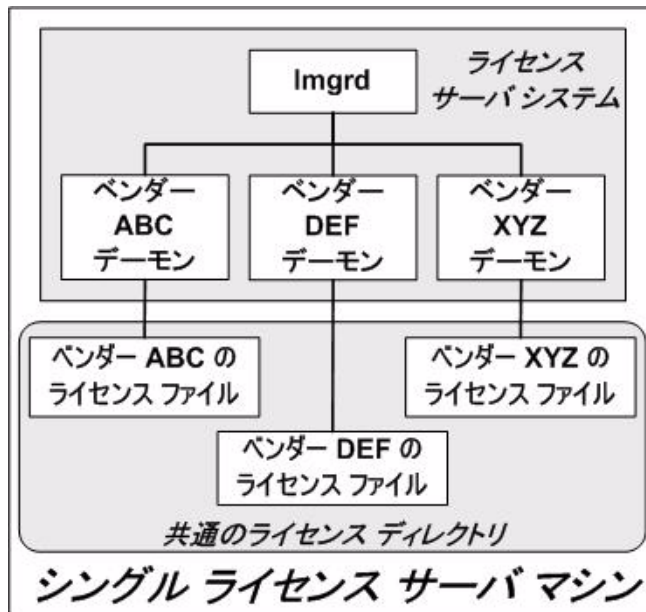 lmgrd
ライセンス
サーバ システム
ベンダー
ABC
デーモン
ベンダー
DEF
デーモン
ベンダー
XYZ
デーモン
ベンダー ABC の
ライセンス ファイル
ベンダー XYZ の
ライセンス ファイル
ベンダー DEF の
ライセンス ファイル
共通のライセンス ディレクトリ
シングル ライセンス サーバ マシン